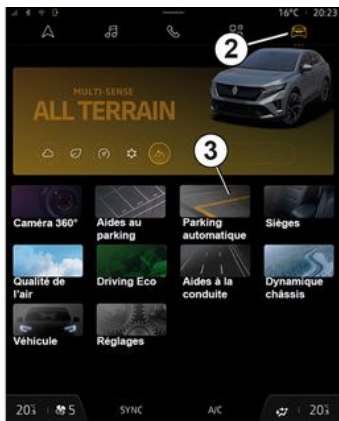 16°C 20:23
2
MULTI-SENSE
ALL TERRAIN
3
Caméra 360°
Aides au
parking
Parking
automatique
Sièges
Qualité de
l'air
Driving Eco
Aides à la
conduite
Dynamique
châssis
Véhicule
Réglages
5
SYNC
A/C